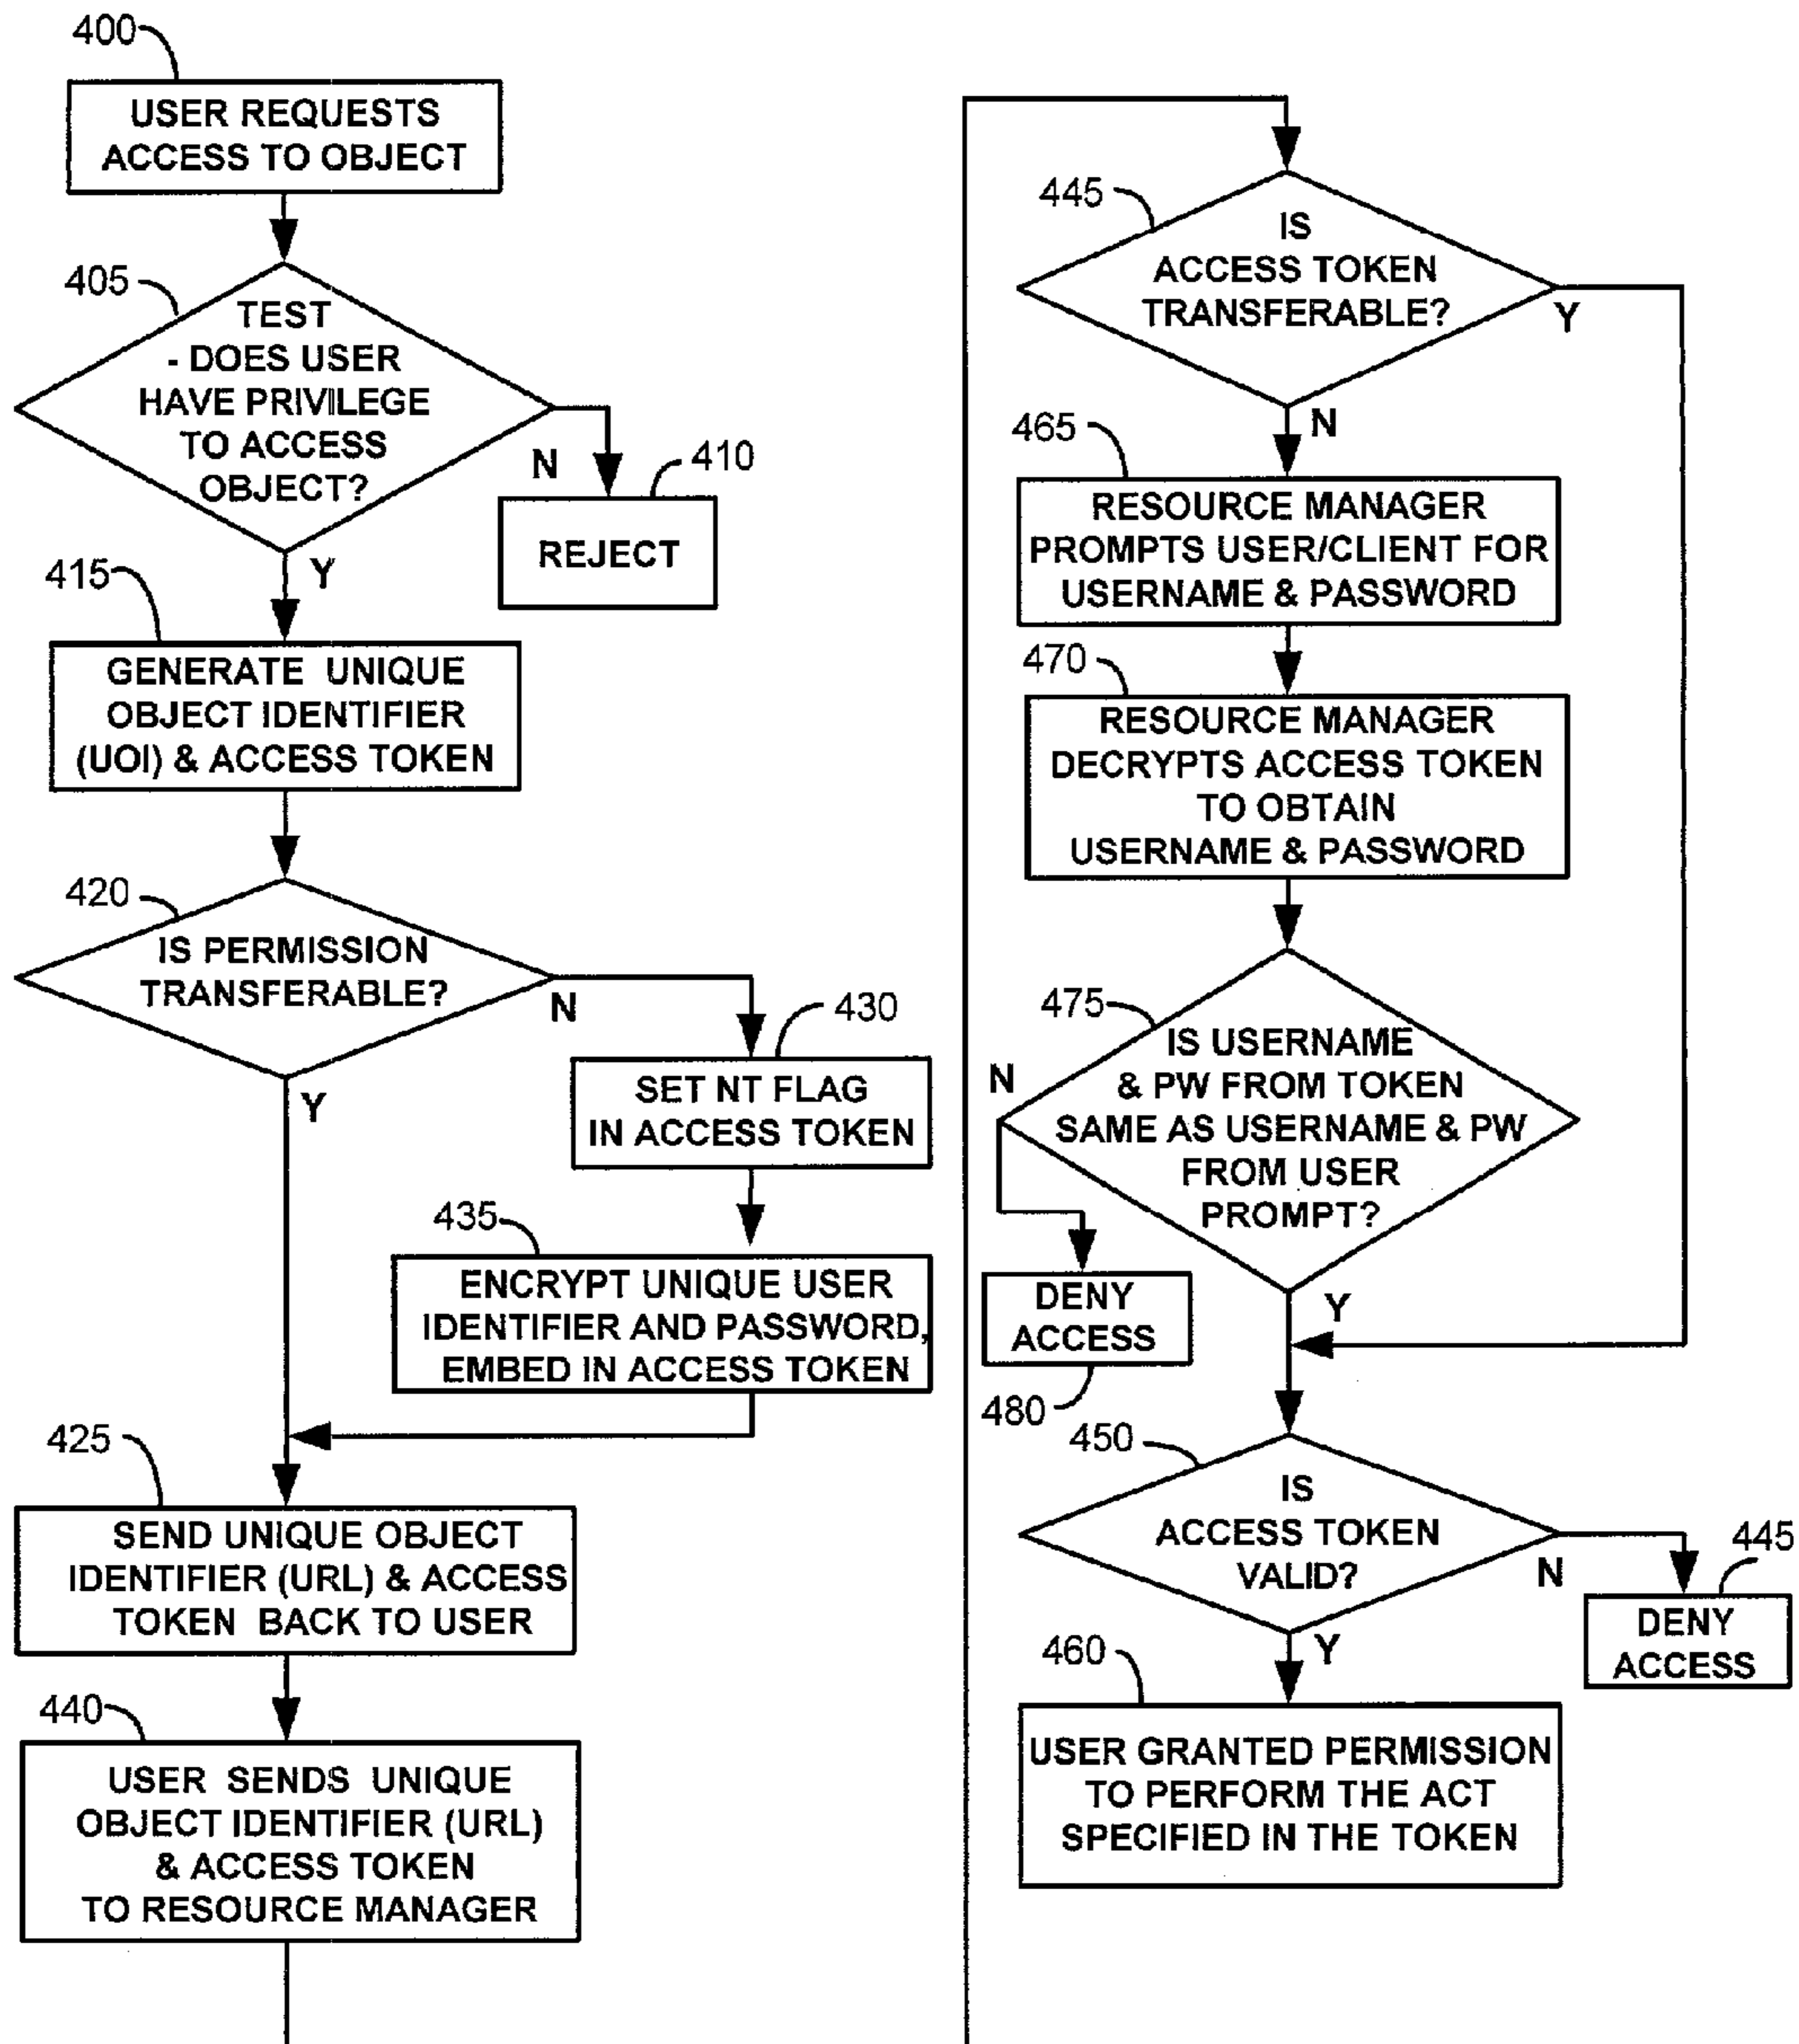 400
USER REQUESTS
ACCESS TO OBJECT
405
TEST
- DOES USER
HAVE PRIVILEGE
TO ACCESS
OBJECT?
N
410
REJECT
Y
415
GENERATE UNIQUE
OBJECT IDENTIFIER
(UOI) & ACCESS TOKEN
420
IS PERMISSION
TRANSFERABLE?
N
430
SET NT FLAG
IN ACCESS TOKEN
Y
435
ENCRYPT UNIQUE USER
IDENTIFIER AND PASSWORD,
EMBED IN ACCESS TOKEN
425
SEND UNIQUE OBJECT
IDENTIFIER (URL) & ACCESS
TOKEN BACK TO USER
440
USER SENDS UNIQUE
OBJECT IDENTIFIER (URL)
& ACCESS TOKEN
TO RESOURCE MANAGER
445
IS
ACCESS TOKEN
TRANSFERABLE?
Y
N
465
RESOURCE MANAGER
PROMPTS USER/CLIENT FOR
USERNAME & PASSWORD
470
RESOURCE MANAGER
DECRYPTS ACCESS TOKEN
TO OBTAIN
USERNAME & PASSWORD
475
IS USERNAME
& PW FROM TOKEN
SAME AS USERNAME & PW
FROM USER
PROMPT?
N
DENY
ACCESS
480
Y
450
IS
ACCESS TOKEN
VALID?
N
445
DENY
ACCESS
Y
460
USER GRANTED PERMISSION
TO PERFORM THE ACT
SPECIFIED IN THE TOKEN